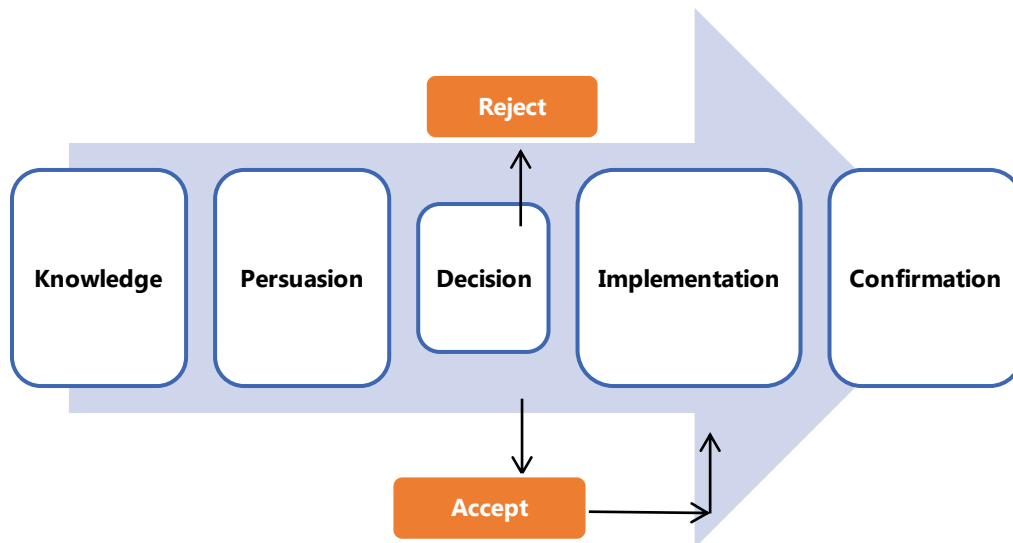 Reject
Knowledge
Persuasion
Decision
Implementation
Confirmation
Accept